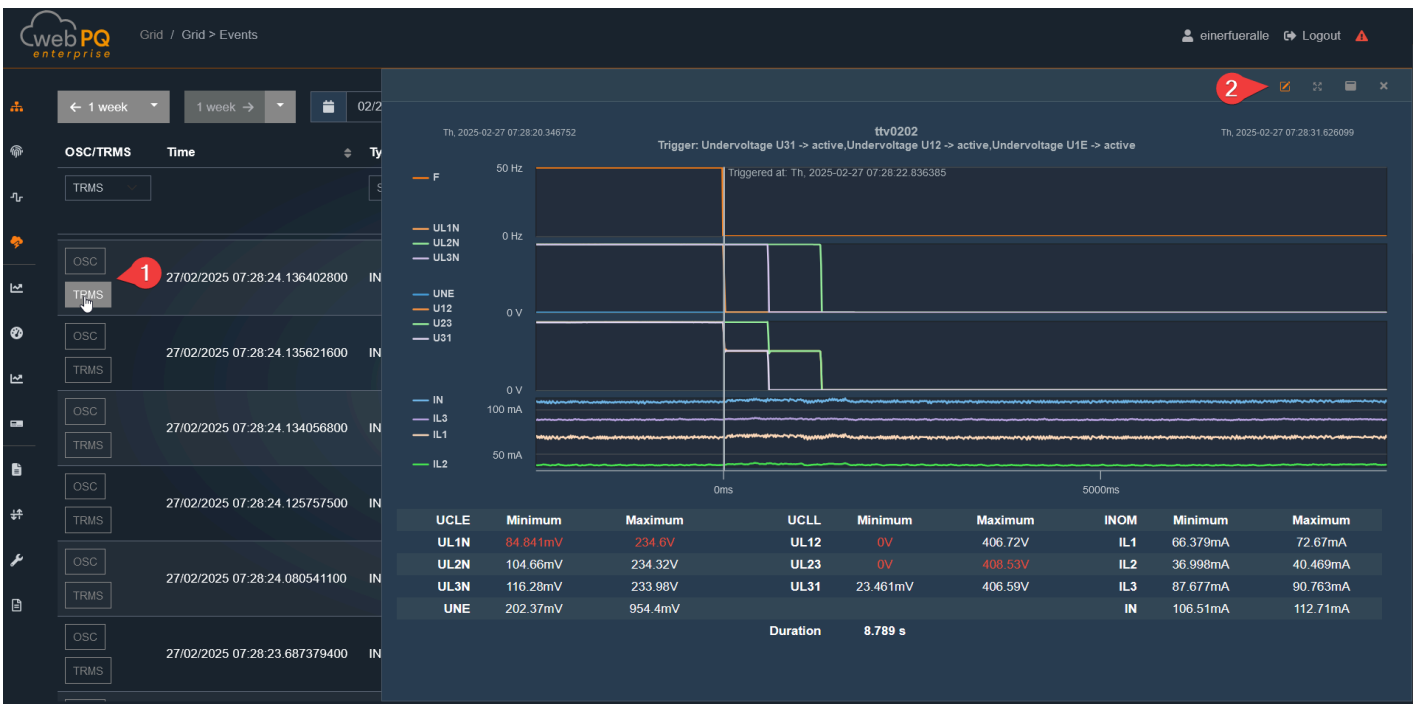 web PQ
enterprise
Grid / Grid > Events
einerfueralle
Logout
2
← 1 week
1 week →
02/2
OSC/TRMS
Time
Ty
TRMS
S
OSC
TRMS
1
27/02/2025 07:28:24.136402800
IN
OSC
TRMS
27/02/2025 07:28:24.135621600
IN
OSC
TRMS
27/02/2025 07:28:24.134056800
IN
OSC
TRMS
27/02/2025 07:28:24.125757500
IN
OSC
TRMS
27/02/2025 07:28:24.080541100
IN
OSC
TRMS
27/02/2025 07:28:23.687379400
IN
Th, 2025-02-27 07:28:20.346752
ttv0202
Th, 2025-02-27 07:28:31.626099
Trigger: Undervoltage U31 -> active,Undervoltage U12 -> active,Undervoltage U1E -> active
Triggered at: Th, 2025-02-27 07:28:22.836385
F
50 Hz
0 Hz
UL1N
UL2N
UL3N
UNE
0 V
U12
U23
U31
0 V
IN
100 mA
IL3
IL1
50 mA
IL2
0ms
5000ms
UCLE Minimum Maximum UCLL Minimum Maximum INOM Minimum Maximum
UL1N 84.841mV 234.6V UL12 0V 406.72V IL1 66.379mA 72.67mA
UL2N 104.66mV 234.32V UL23 0V 408.53V IL2 36.998mA 40.469mA
UL3N 116.28mV 233.98V UL31 23.461mV 406.59V IL3 87.677mA 90.763mA
UNE 202.37mV 954.4mV IN 106.51mA 112.71mA
Duration 8.789 s